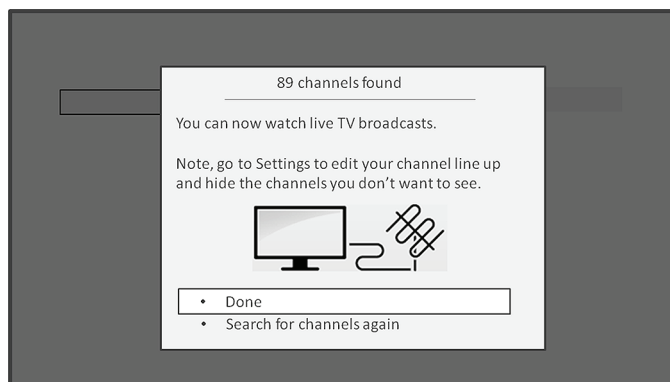 89 channels found
You can now watch live TV broadcasts.
Note, go to Settings to edit your channel line up
and hide the channels you don’t want to see.
• Done
• Search for channels again